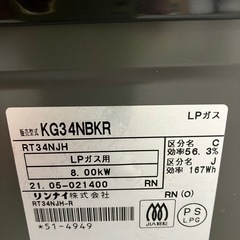 販売型式 KG34NBKR
LPガス
RT34NJH
LPガス用
8.00kW
21.05-021400 RN
リンナイ株式会社
RT34NJH-R
*51-4949
区分名 C
効率56.3%
区分名 J
効率 167Wh
RN (O)
JIA
PS
LPG